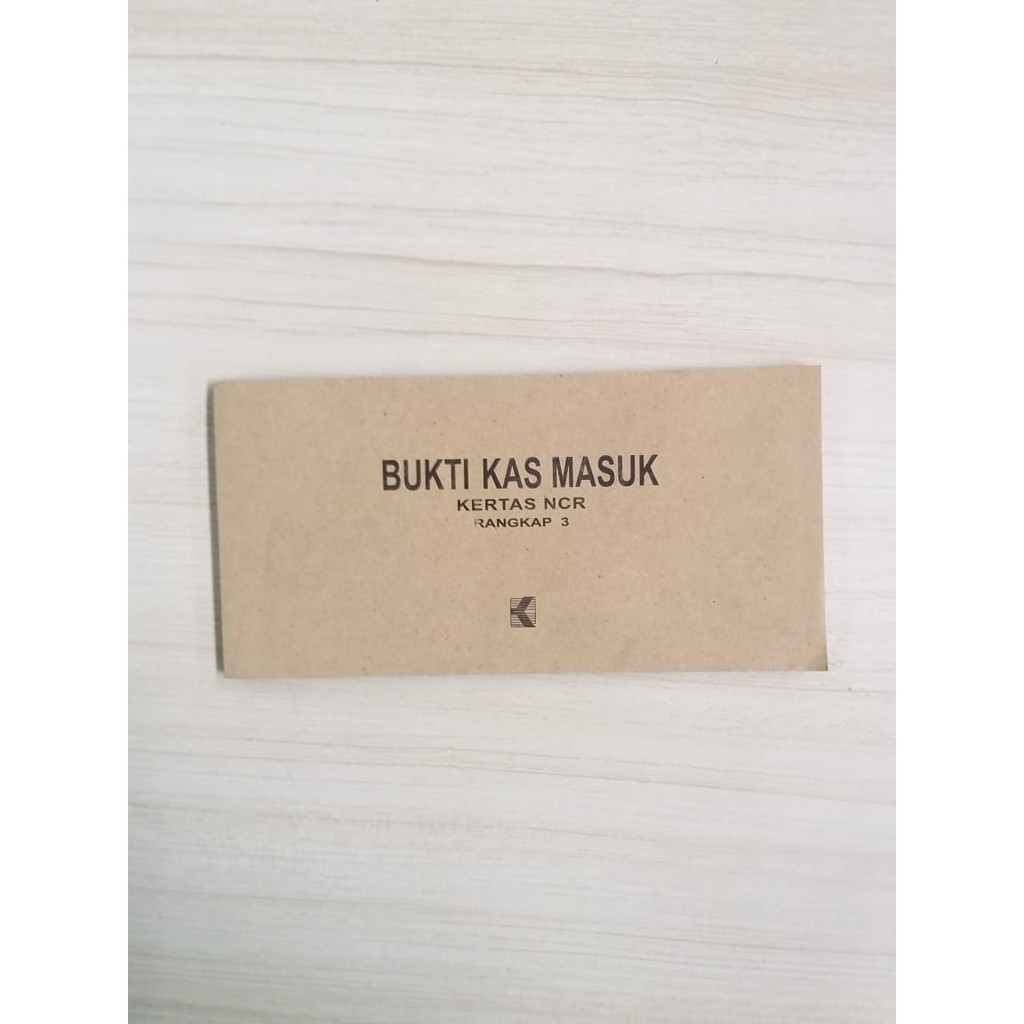 BUKTI KAS MASUK
KERTAS NCR
RANGKAP 3